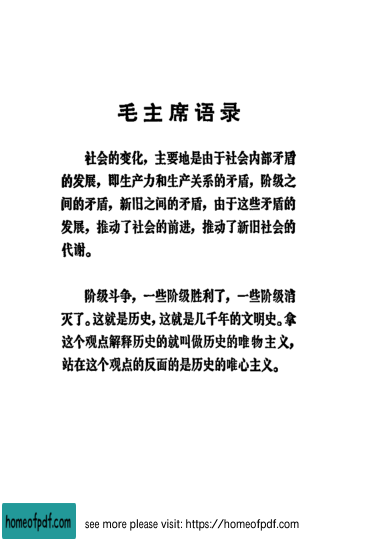 毛主席语录
社会的变化，主要地是由于社会内部矛盾
的发展，即生产力和生产关系的矛盾，阶级之
间的矛盾，新旧之间的矛盾，由于这些矛盾的
发展，推动了社会的前进，推动了新旧社会的
代谢。
阶级斗争，一些阶级胜利了，一些阶级消
灭了。这就是历史，这就是几千年的文明史。拿
这个观点解释历史的就叫做历史的唯物主义，
站在这个观点的反面的是历史的唯心主义。
homeofpdf.com
see more please visit: https://homeofpdf.com